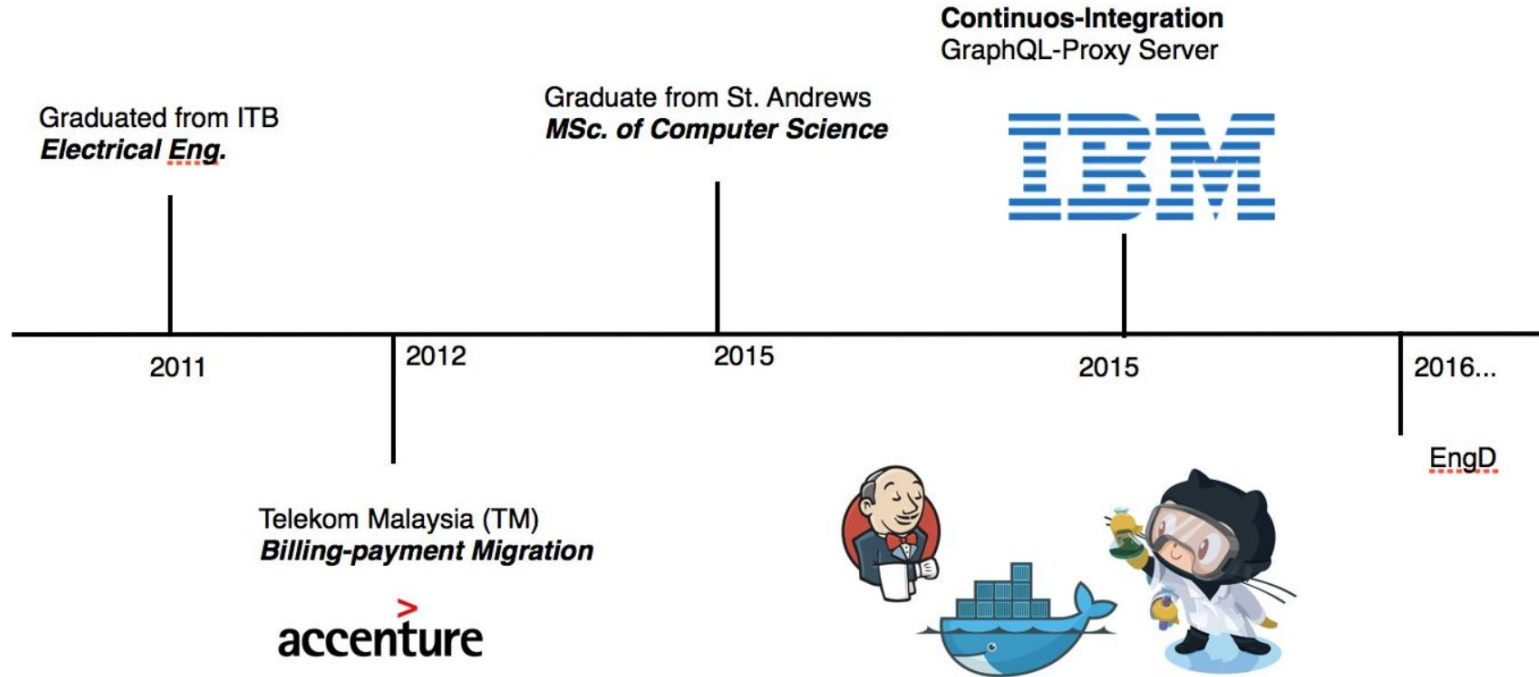 Continuos-Integration
GraphQL-Proxy Server
IBM
Graduated from ITB
Electrical Eng.
Graduate from St. Andrews
MSc. of Computer Science
2011
2012
2015
2015
2016...
EngD
Telekom Malaysia (TM)
Billing-payment Migration
>
accenture